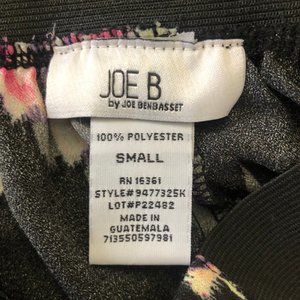 JOE B
by JOE BENBASSET
100% POLYESTER
SMALL
RN 16361
STYLE#9477325K
LOT#P22482
MADE IN
GUATEMALA
713550597981